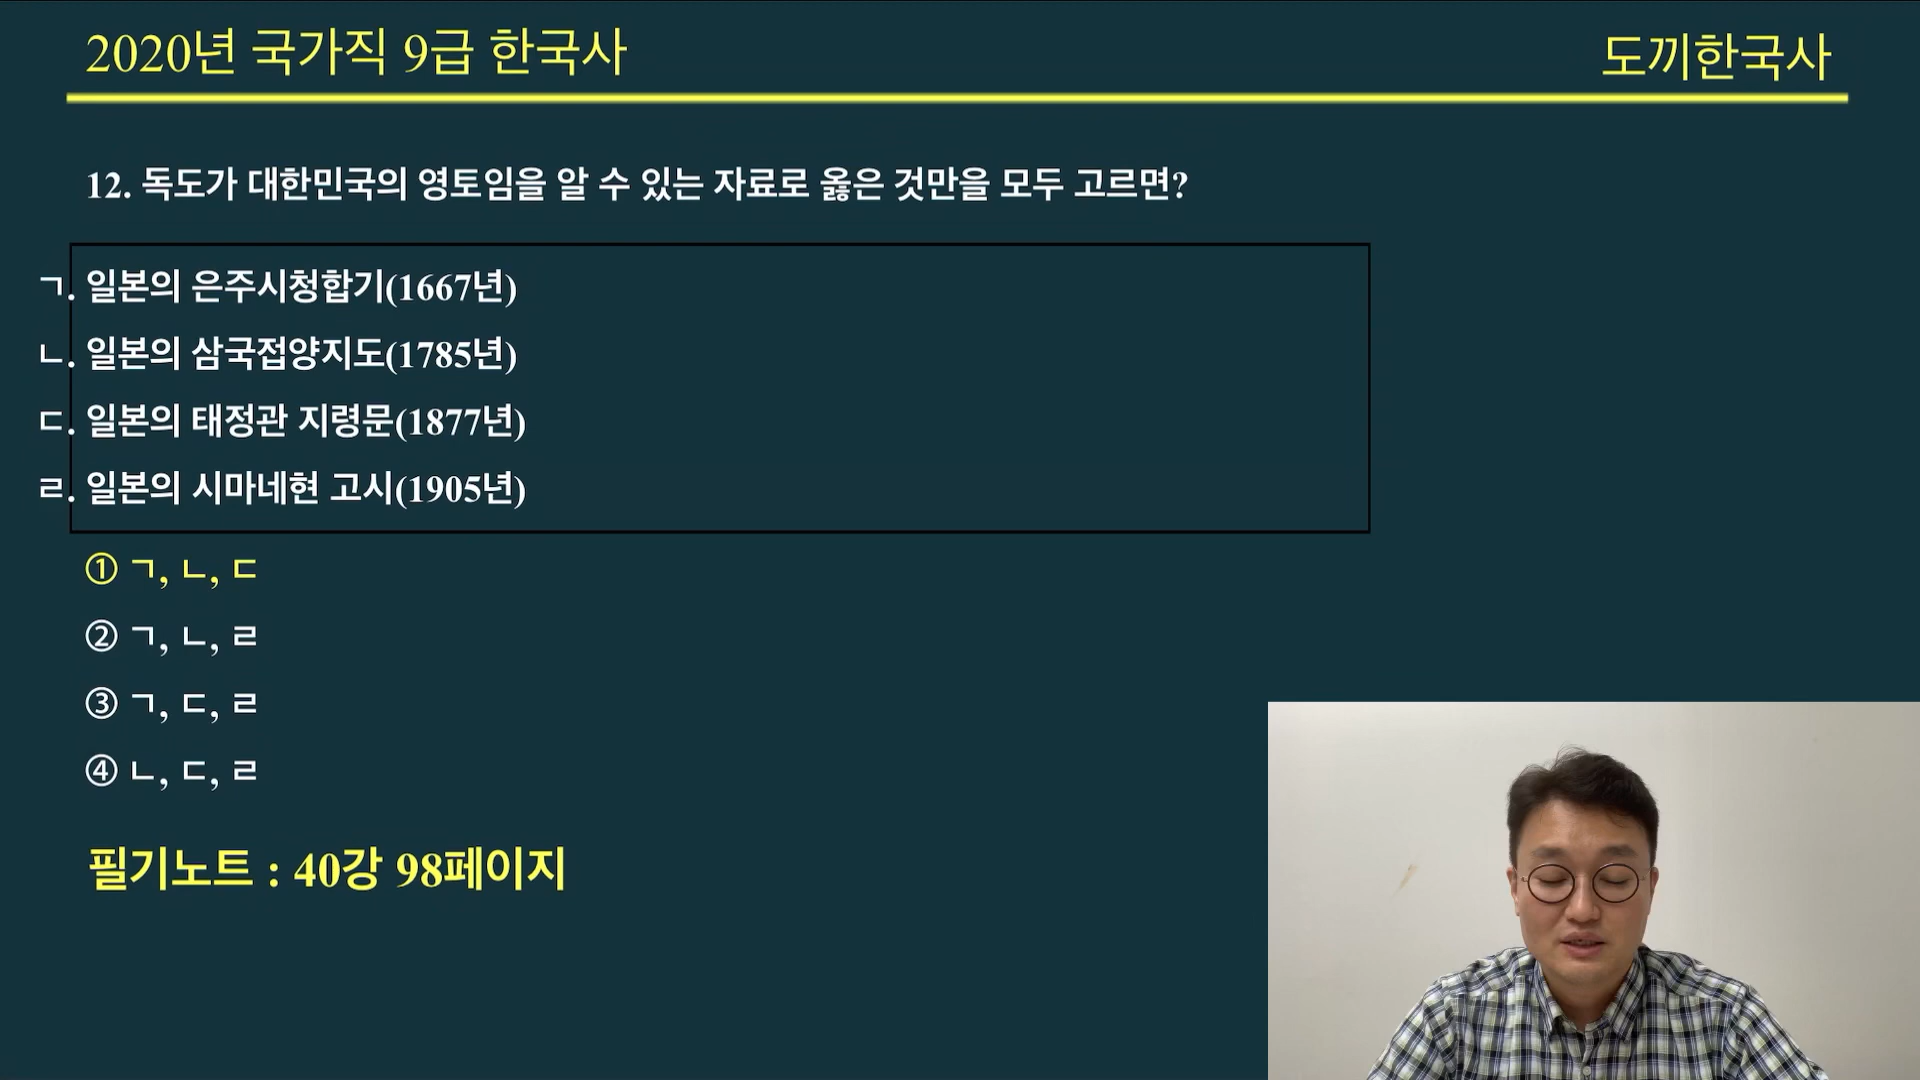 2020년 국가직 9급 한국사
도끼한국사
12. 독도가 대한민국의 영토임을 알 수 있는 자료로 옳은 것만을 모두 고르면?
ㄱ. 일본의 은주시청합기(1667년)
ㄴ. 일본의 삼국접양지도(1785년)
ㄷ. 일본의 태정관 지령문(1877년)
ㄹ. 일본의 시마네현 고시(1905년)
① ㄱ, ㄴ, ㄷ
② ㄱ, ㄴ, ㄹ
③ ㄱ, ㄷ, ㄹ
④ ㄴ, ㄷ, ㄹ
필기노트 : 40강 98페이지